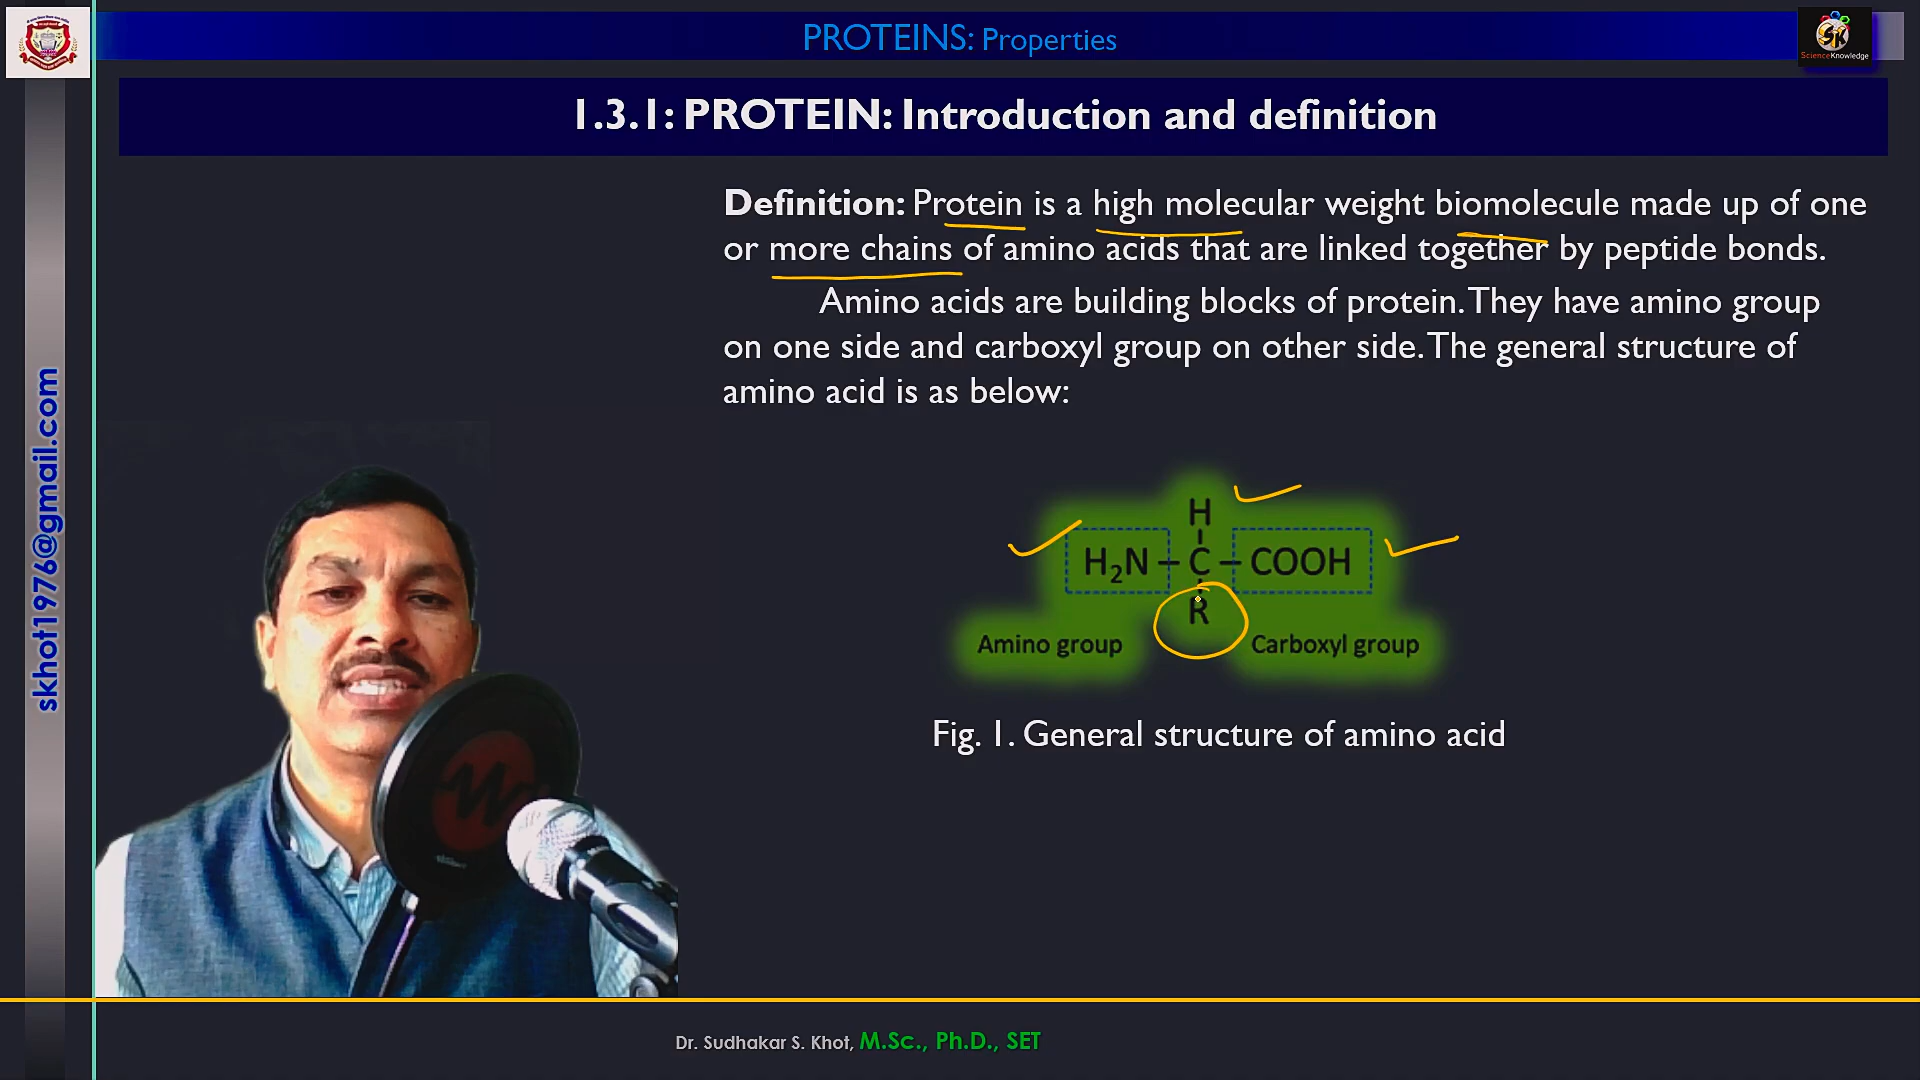 PROTEINS: Properties
ScienceKnowledge
1.3.1: PROTEIN: Introduction and definition
Definition: Protein is a high molecular weight biomolecule made up of one
or more chains of amino acids that are linked together by peptide bonds.
Amino acids are building blocks of protein. They have amino group
on one side and carboxyl group on other side. The general structure of
amino acid is as below:
H
H₂N – C – COOH
R
Amino group
Carboxyl group
Fig. 1. General structure of amino acid
skhot1976@gmail.com
Dr. Sudhakar S. Khot, M.Sc., Ph.D., SET